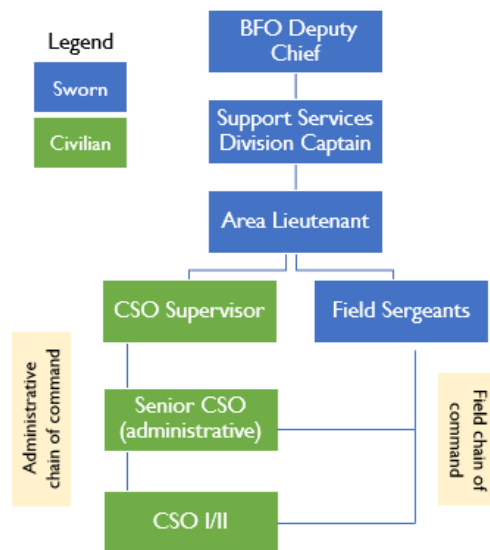 Legend
Sworn
Civilian
BFO Deputy
Chief
Support Services
Division Captain
Area Lieutenant
CSO Supervisor
Field Sergeants
Administrative
chain of command
Senior CSO
(administrative)
Field chain of
command
CSO I/II